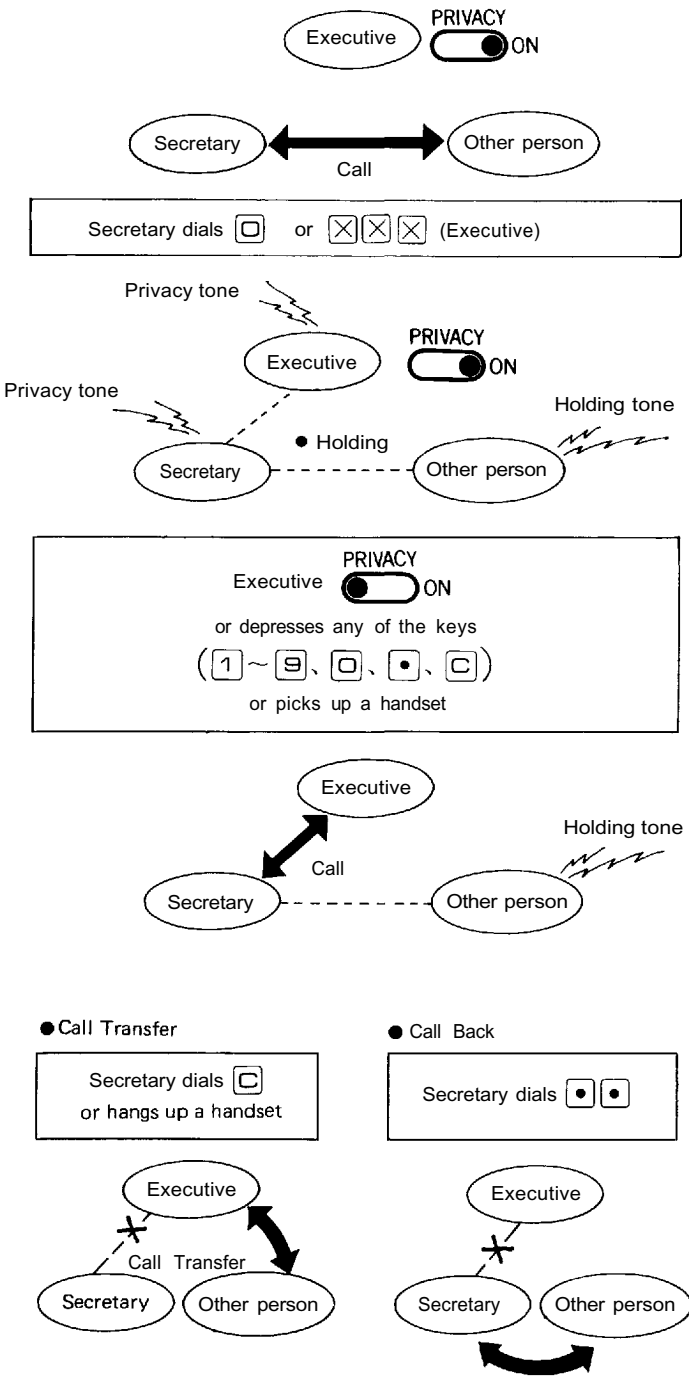 PRIVACY
Executive ON
Secretary Other person
Call
Secretary dials 0 or X X X (Executive)
Privacy tone
PRIVACY
Executive ON
Privacy tone
Holding tone
● Holding
Secretary Other person
PRIVACY
Executive ON
or depresses any of the keys
(1~9、0、•、C)
or picks up a handset
Executive
Holding tone
Call
Secretary Other person
● Call Transfer
Secretary dials C
or hangs up a handset
Executive
Call Transfer
Secretary Other person
● Call Back
Secretary dials • •
Executive
Secretary Other person